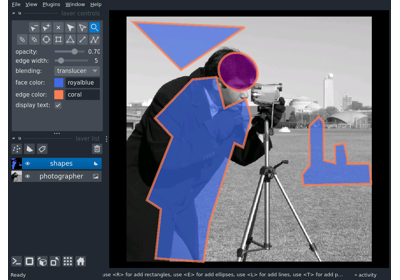 File View Plugins Window Help
layer controls
opacity: 0.70
edge width: 5
blending: translucen
face color: royalblue
edge color: coral
display text:
layer list
shapes
photographer
Ready use <R> for add rectangles, use <E> for add ellipses, use <L> for add lines, use <T> for add p... activity